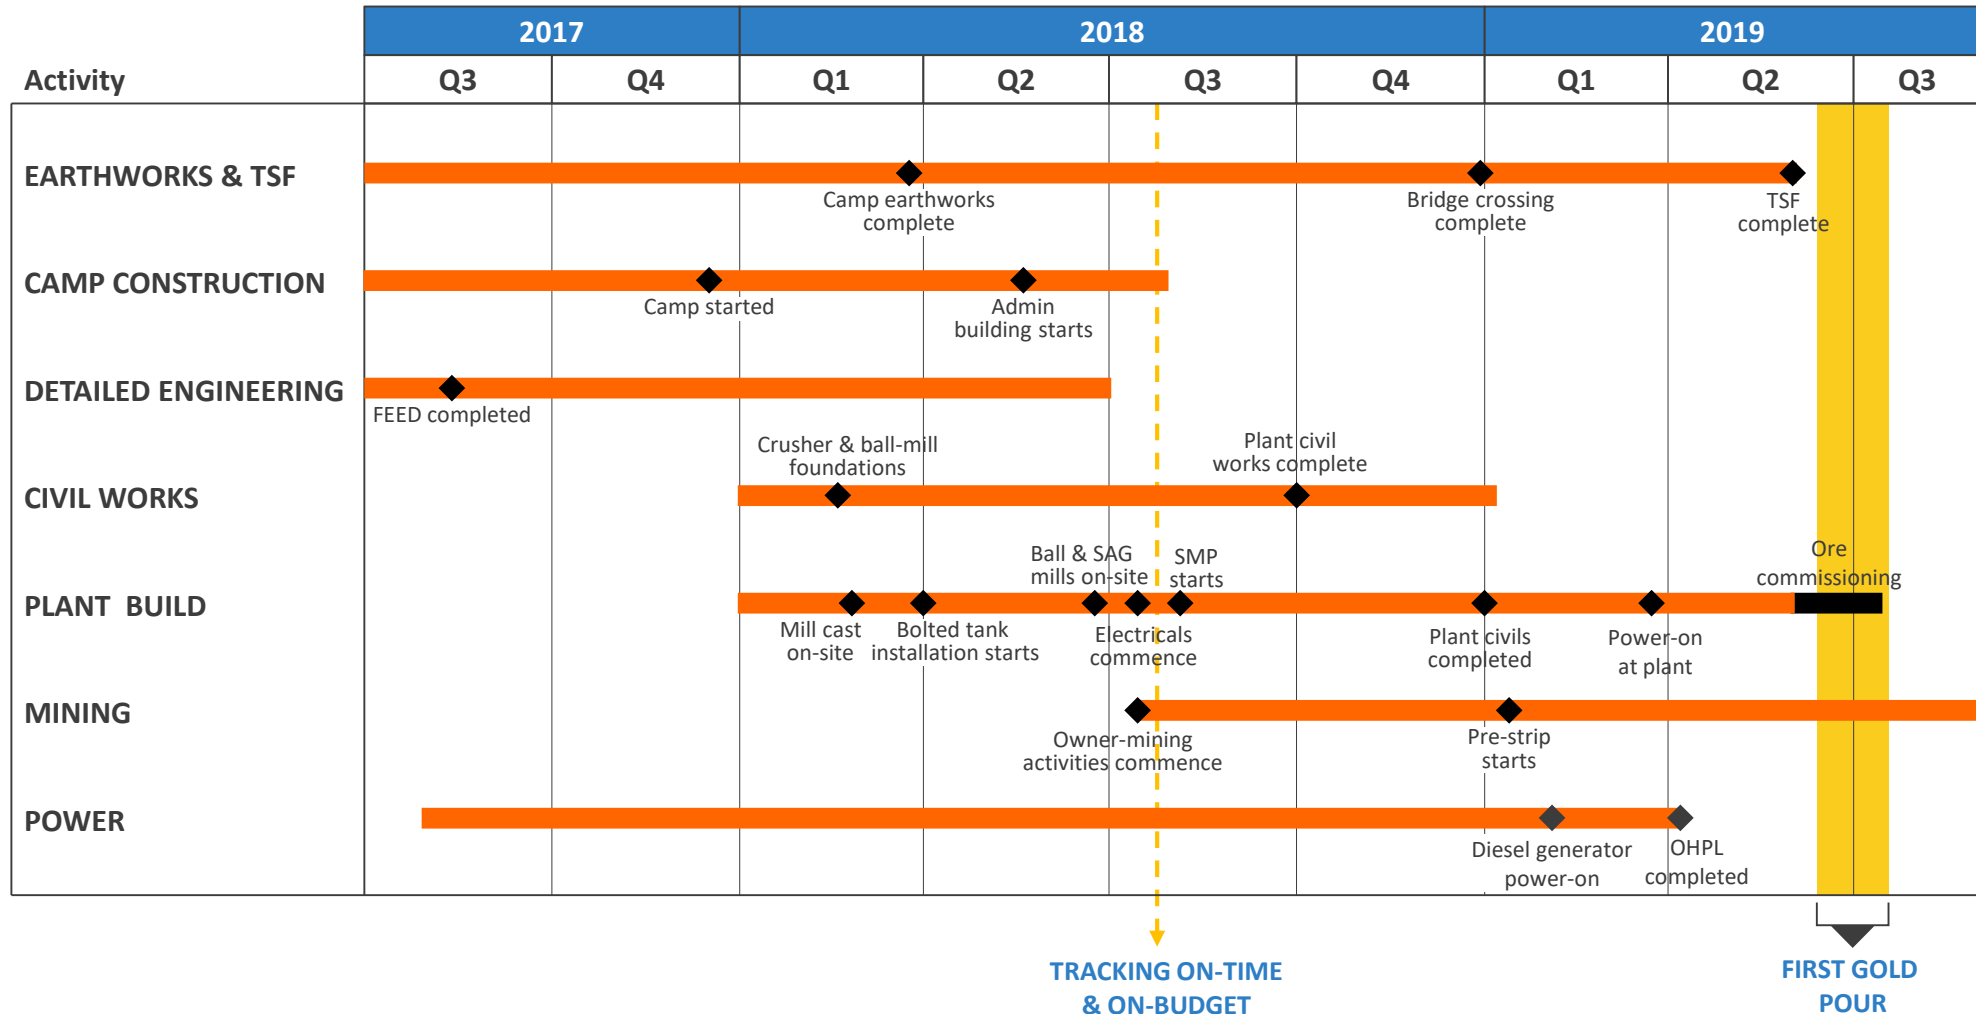 2017 2018 2019
Activity Q3 Q4 Q1 Q2 Q3 Q4 Q1 Q2 Q3
EARTHWORKS & TSF
Camp earthworks
complete
Bridge crossing
complete
TSF
complete
CAMP CONSTRUCTION
Camp started
Admin
building starts
DETAILED ENGINEERING
FEED completed
CIVIL WORKS
Crusher & ball-mill
foundations
Plant civil
works complete
PLANT BUILD
Mill cast
on-site
Bolted tank
installation starts
Ball & SAG
mills on-site
Electricals
commence
SMP
starts
Plant civils
completed
Power-on
at plant
Ore
commissioning
MINING
Owner-mining
activities commence
Pre-strip
starts
POWER
Diesel generator
power-on
OHPL
completed
TRACKING ON-TIME
& ON-BUDGET
FIRST GOLD
POUR